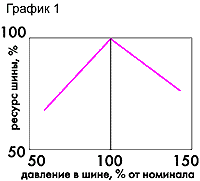 График 1
100
ресурс шины, %
50
50 100 150
давление в шине, % от номинала